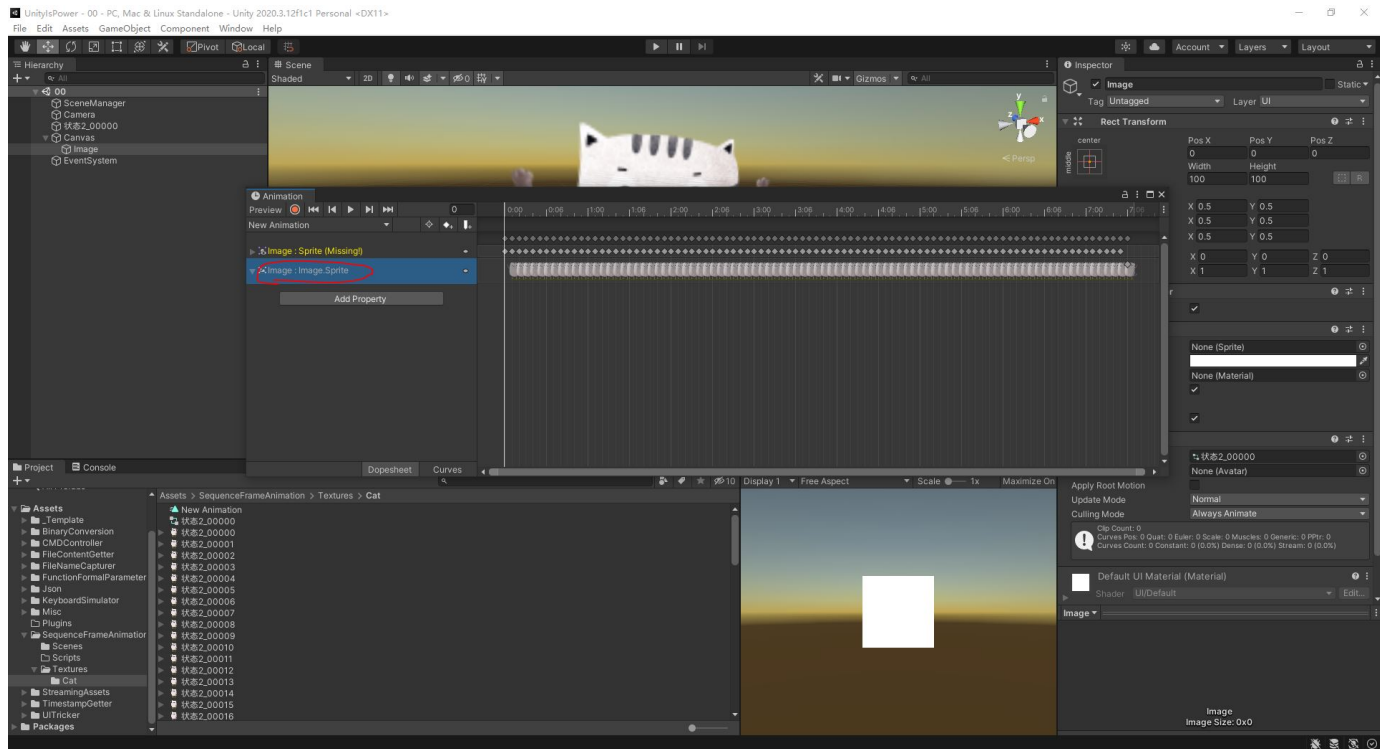 UnityIsPower - 00 - PC, Mac & Linux Standalone - Unity 2020.3.12f1c1 Personal <DX11>
File Edit Assets GameObject Component Window Help
Pivot Local Account Layers Layout
Hierarchy
All
00
SceneManager
Camera
状态2_00000
Canvas
Image
EventSystem
Scene
Shaded 2D 0 Gizmos All
y
x
z
Persp
Animation
Preview 0
New Animation
0:00 0:06 1:00 1:06 2:00 2:06 3:00 3:06 4:00 4:06 5:00 5:06 6:00 6:06 7:00 7:06
Image : Sprite (Missing!)
Image : Image.Sprite
Add Property
Dopesheet Curves
Inspector
Image Static
Tag Untagged Layer UI
Rect Transform
center Pos X Pos Y Pos Z
middle 0 0 0
Width Height
100 100 R
X 0.5 Y 0.5
X 0.5 Y 0.5
X 0.5 Y 0.5
X 0 Y 0 Z 0
X 1 Y 1 Z 1
None (Sprite)
None (Material)
状态2_00000
None (Avatar)
Apply Root Motion
Update Mode Normal
Culling Mode Always Animate
Clip Count: 0
Curves Pos: 0 Quat: 0 Euler: 0 Scale: 0 Muscles: 0 Generic: 0 PPtr: 0
Curves Count: 0 Constant: 0 (0.0%) Dense: 0 (0.0%) Stream: 0 (0.0%)
Default UI Material (Material)
Shader UI/Default Edit...
Image
Image
Image Size: 0x0
Project Console
10
Assets
_Template
BinaryConversion
CMDController
FileContentGetter
FileNameCapturer
FunctionFormalParameter
Json
KeyboardSimulator
Misc
Plugins
SequenceFrameAnimation
Scenes
Scripts
Textures
Cat
StreamingAssets
TimestampGetter
UITricker
Packages
Assets > SequenceFrameAnimation > Textures > Cat
New Animation
状态2_00000
状态2_00000
状态2_00001
状态2_00002
状态2_00003
状态2_00004
状态2_00005
状态2_00006
状态2_00007
状态2_00008
状态2_00009
状态2_00010
状态2_00011
状态2_00012
状态2_00013
状态2_00014
状态2_00015
状态2_00016
Display 1 Free Aspect Scale 1x Maximize On